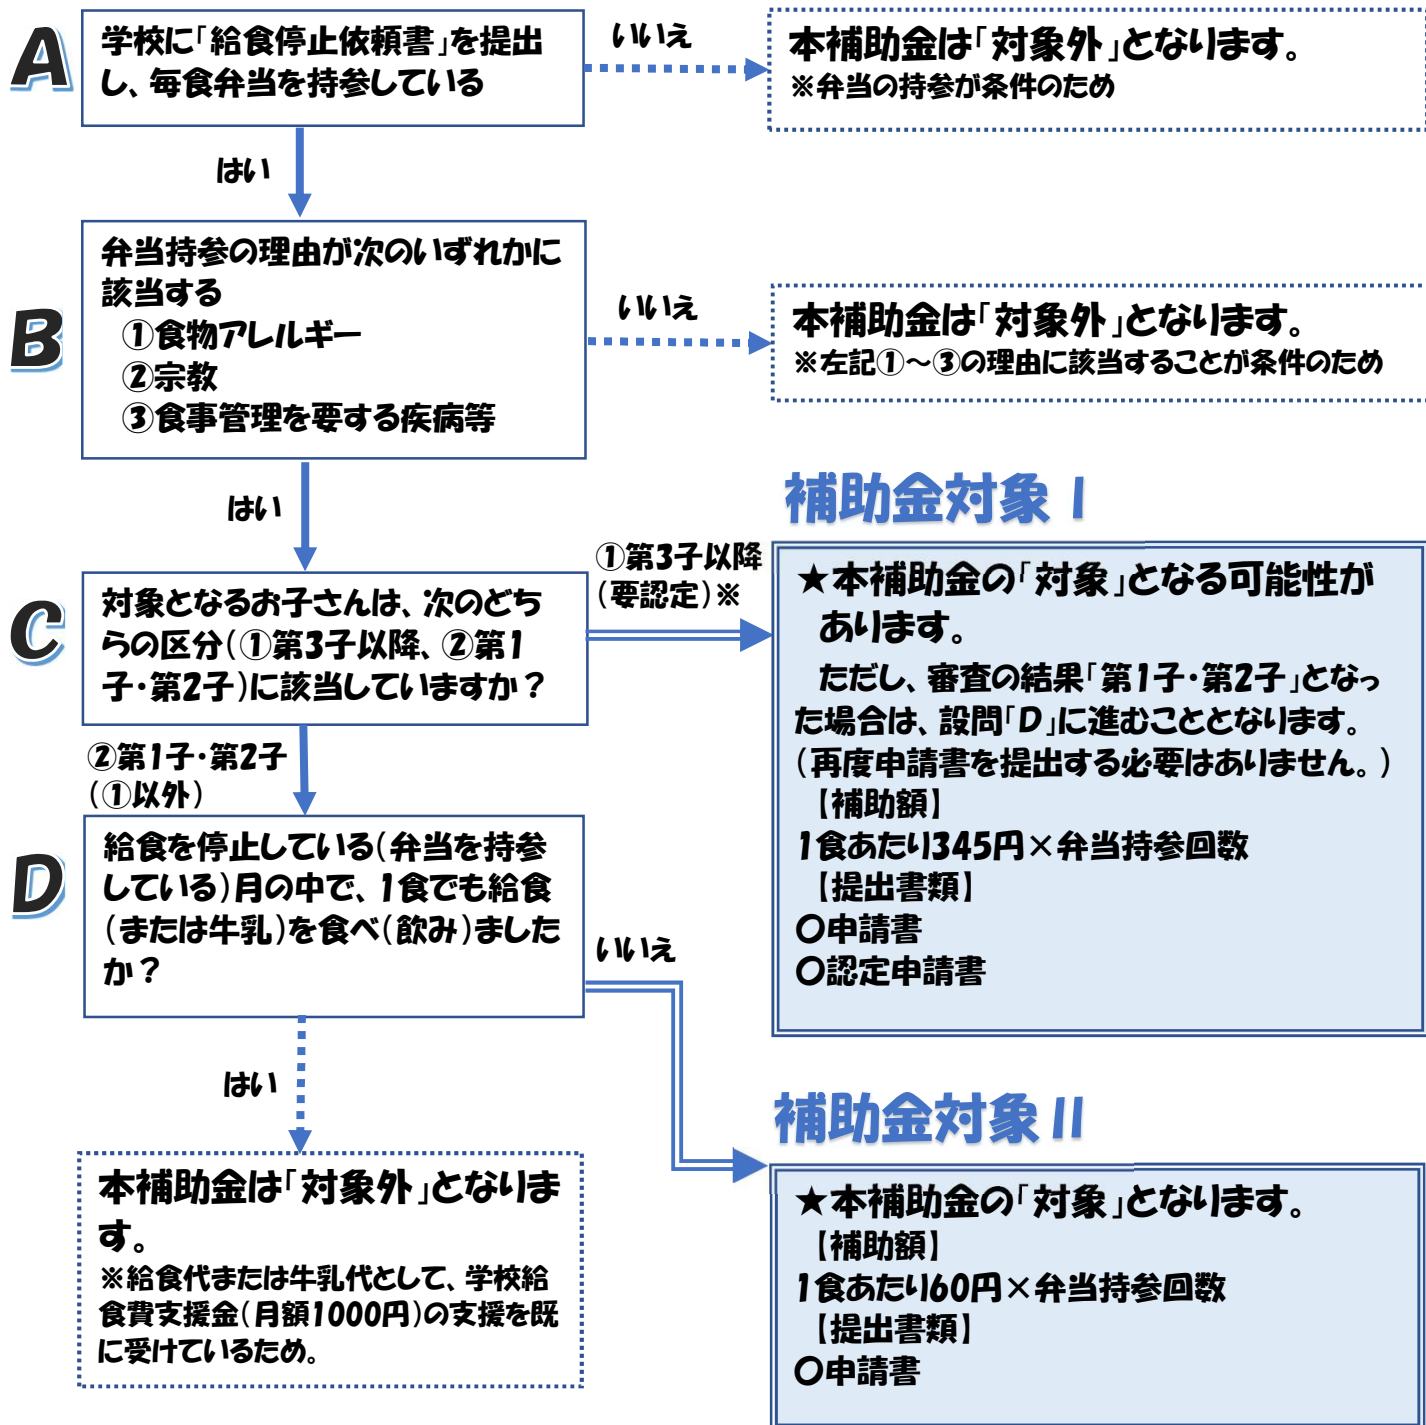 A
学校に「給食停止依頼書」を提出
し、毎食弁当を持参している
いいえ
本補助金は「対象外」となります。
※弁当の持参が条件のため
はい
B
弁当持参の理由が次のいずれかに
該当する
①食物アレルギー
②宗教
③食事管理を要する疾病等
いいえ
本補助金は「対象外」となります。
※左記①～③の理由に該当することが条件のため
はい
C
対象となるお子さんは、次のどち
らの区分（①第3子以降、②第1
子・第2子）に該当していますか？
①第3子以降
（要認定）※
補助金対象Ⅰ
★本補助金の「対象」となる可能性が
あります。
ただし、審査の結果「第1子・第2子」となっ
た場合は、設問「D」に進むこととなります。
（再度申請書を提出する必要はありません。）
【補助額】
1食あたり345円×弁当持参回数
【提出書類】
〇申請書
〇認定申請書
②第1子・第2子
（①以外）
D
給食を停止している（弁当を持参
している）月の中で、1食でも給食
（または牛乳）を食べ（飲み）ました
か？
いいえ
はい
本補助金は「対象外」となりま
す。
※給食代または牛乳代として、学校給
食費支援金（月額1000円）の支援を既
に受けているため。
補助金対象Ⅱ
★本補助金の「対象」となります。
【補助額】
1食あたり60円×弁当持参回数
【提出書類】
〇申請書